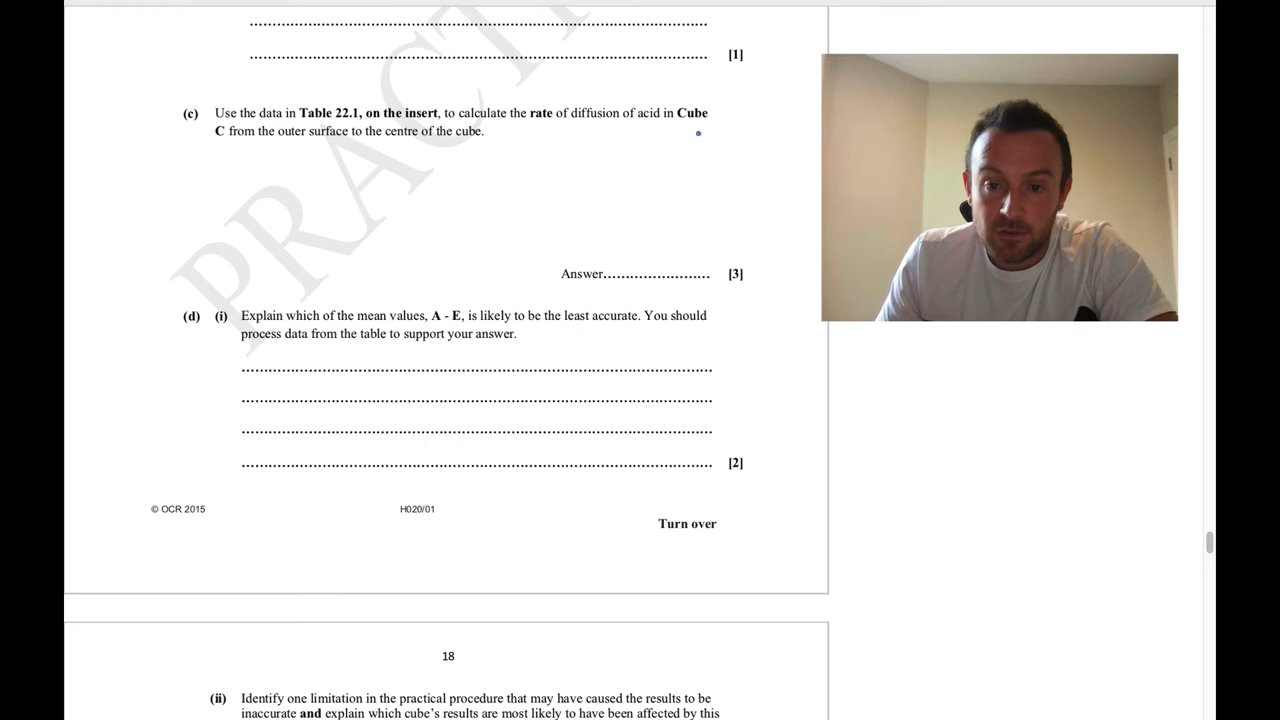 [1]
(c) Use the data in Table 22.1, on the insert, to calculate the rate of diffusion of acid in Cube
C from the outer surface to the centre of the cube.
Answer....................... [3]
(d) (i) Explain which of the mean values, A - E, is likely to be the least accurate. You should
process data from the table to support your answer.
[2]
© OCR 2015 H020/01
Turn over
18
(ii) Identify one limitation in the practical procedure that may have caused the results to be
inaccurate and explain which cube's results are most likely to have been affected by this
PRACTI